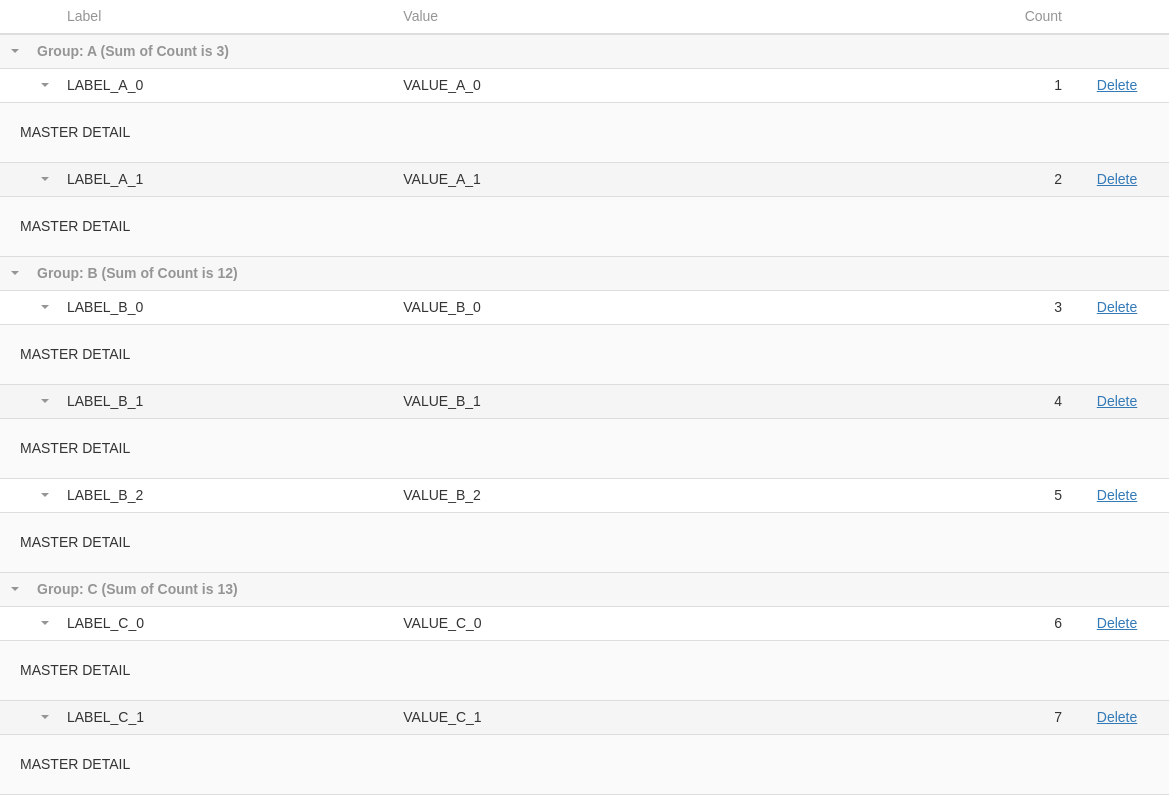 Label Value Count
Group: A (Sum of Count is 3)
LABEL_A_0 VALUE_A_0 1 Delete
MASTER DETAIL
LABEL_A_1 VALUE_A_1 2 Delete
MASTER DETAIL
Group: B (Sum of Count is 12)
LABEL_B_0 VALUE_B_0 3 Delete
MASTER DETAIL
LABEL_B_1 VALUE_B_1 4 Delete
MASTER DETAIL
LABEL_B_2 VALUE_B_2 5 Delete
MASTER DETAIL
Group: C (Sum of Count is 13)
LABEL_C_0 VALUE_C_0 6 Delete
MASTER DETAIL
LABEL_C_1 VALUE_C_1 7 Delete
MASTER DETAIL